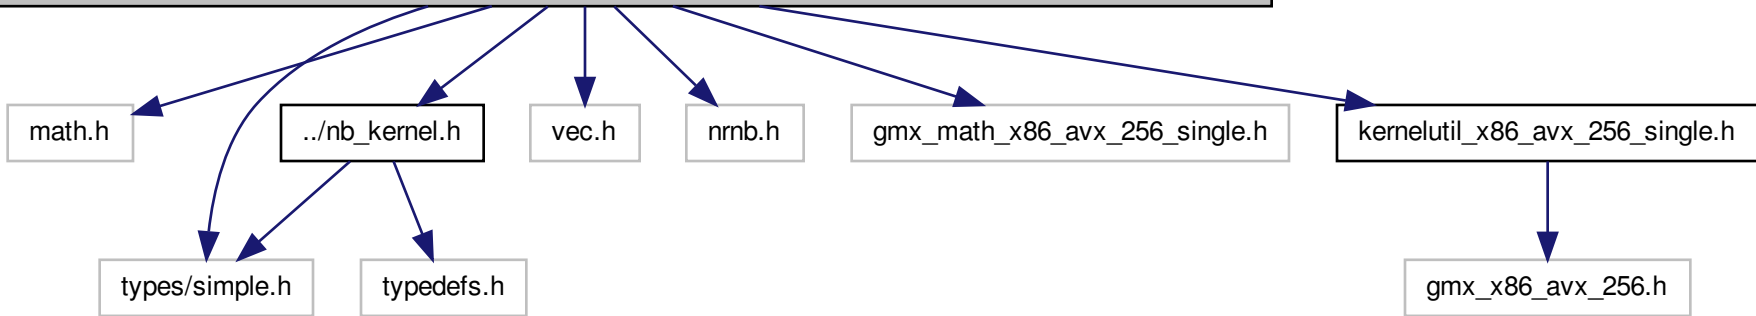 math.h
../nb_kernel.h
vec.h
nrnb.h
gmx_math_x86_avx_256_single.h
kernelutil_x86_avx_256_single.h
types/simple.h
typedefs.h
gmx_x86_avx_256.h